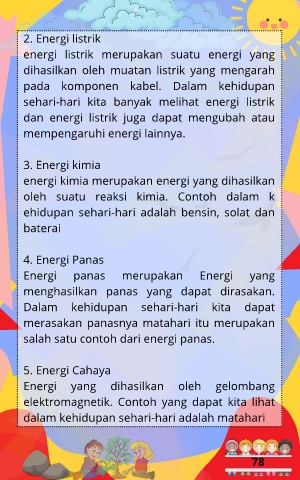 2. Energi listrik
energi listrik merupakan suatu energi yang
dihasilkan oleh muatan listrik yang mengarah
pada komponen kabel. Dalam kehidupan
sehari-hari kita banyak melihat energi listrik
dan energi listrik juga dapat mengubah atau
mempengaruhi energi lainnya.
3. Energi kimia
energi kimia merupakan energi yang dihasilkan
oleh suatu reaksi kimia. Contoh dalam k
ehidupan sehari-hari adalah bensin, solat dan
baterai
4. Energi Panas
Energi panas merupakan Energi yang
menghasilkan panas yang dapat dirasakan.
Dalam kehidupan sehari-hari kita dapat
merasakan panasnya matahari itu merupakan
salah satu contoh dari energi panas.
5. Energi Cahaya
Energi yang dihasilkan oleh gelombang
elektromagnetik. Contoh yang dapat kita lihat
dalam kehidupan sehari-hari adalah matahari
78